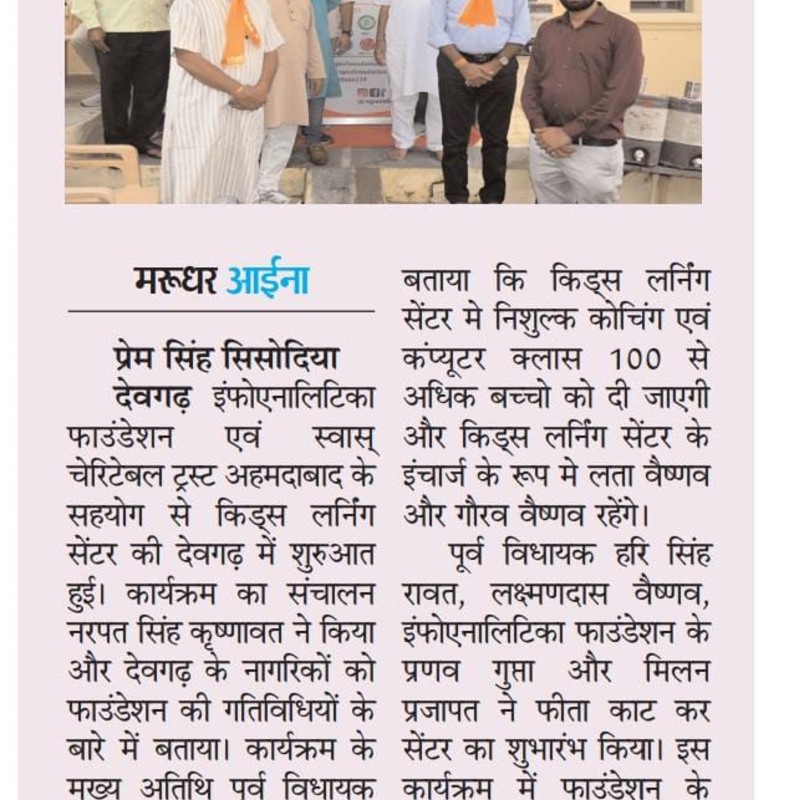 मरूधर आईना
प्रेम सिंह सिसोदिया
देवगढ़ इंफोएनालिटिका
फाउंडेशन एवं स्वास्
चेरिटेबल ट्रस्ट अहमदाबाद के
सहयोग से किड्स लर्निंग
सेंटर की देवगढ़ में शुरुआत
हुई। कार्यक्रम का संचालन
नरपत सिंह कृष्णावत ने किया
और देवगढ़ के नागरिकों को
फाउंडेशन की गतिविधियों के
बारे में बताया। कार्यक्रम के
मुख्य अतिथि पूर्व विधायक
बताया कि किड्स लर्निंग
सेंटर मे निशुल्क कोचिंग एवं
कंप्यूटर क्लास 100 से
अधिक बच्चो को दी जाएगी
और किड्स लर्निंग सेंटर के
इंचार्ज के रूप मे लता वैष्णव
और गौरव वैष्णव रहेंगे।
पूर्व विधायक हरि सिंह
रावत, लक्ष्मणदास वैष्णव,
इंफोएनालिटिका फाउंडेशन के
प्रणव गुप्ता और मिलन
प्रजापत ने फीता काट कर
सेंटर का शुभारंभ किया। इस
कार्यक्रम में फाउंडेशन के